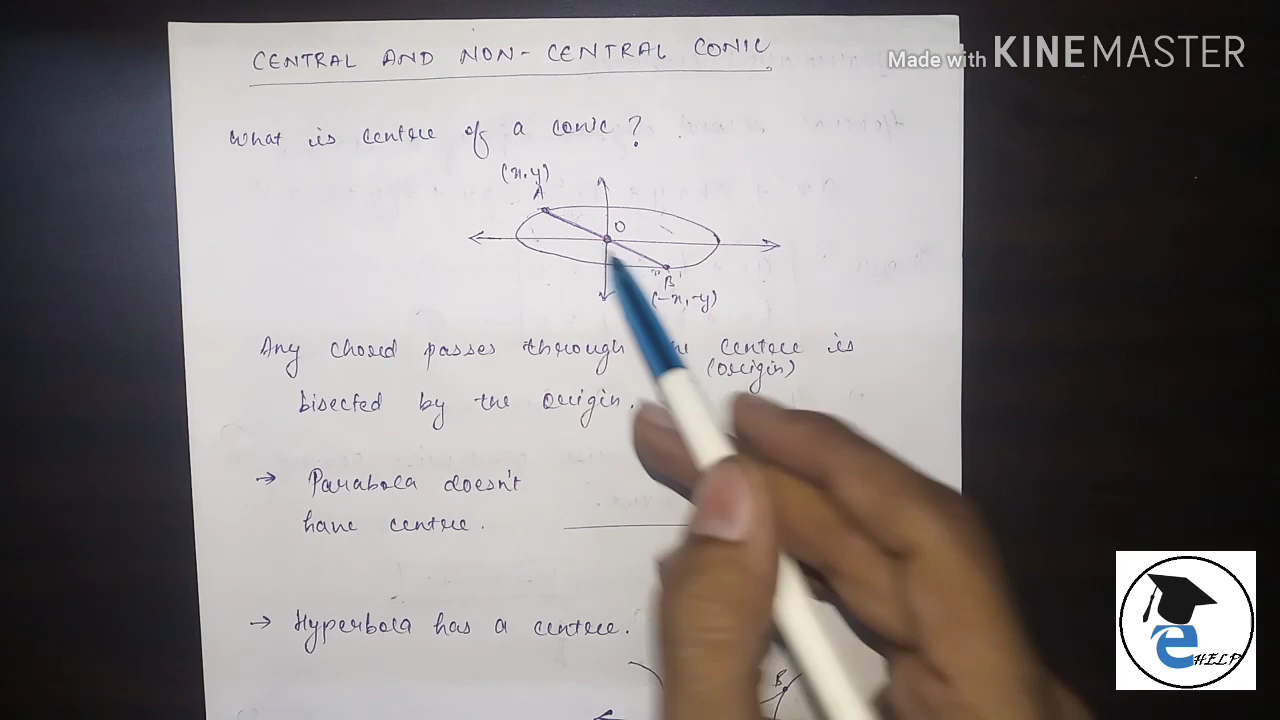 CENTRAL AND NON-CENTRAL CONIC
Made with KINEMASTER
What is centre of a conic?
(x,y)
A
O
B
(-x,-y)
Any chord passes through centre is
(origin)
bisected by the origin.
→ Parabola doesn't
have centre.
→ Hyperbola has a centre.
B
e HELP